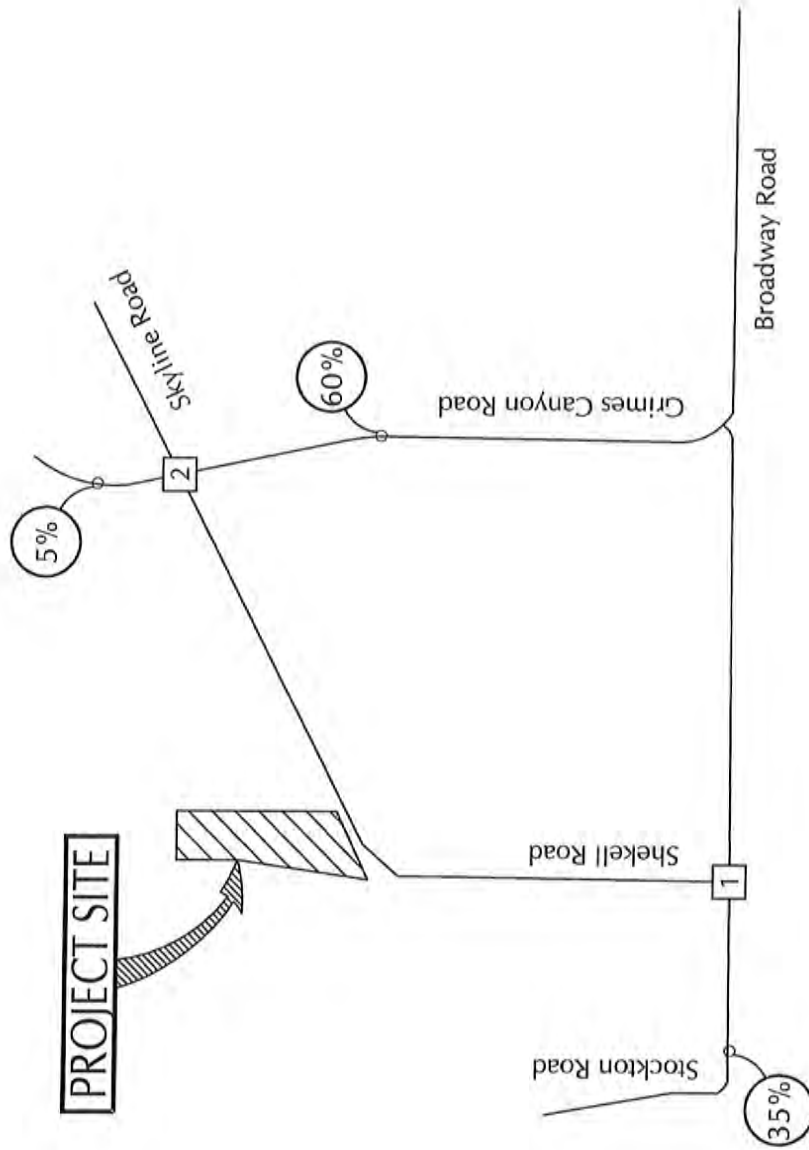 PROJECT SITE
5%
2
Skyline Road
60%
Grimes Canyon Road
Shekell Road
1
Broadway Road
Stockton Road
35%